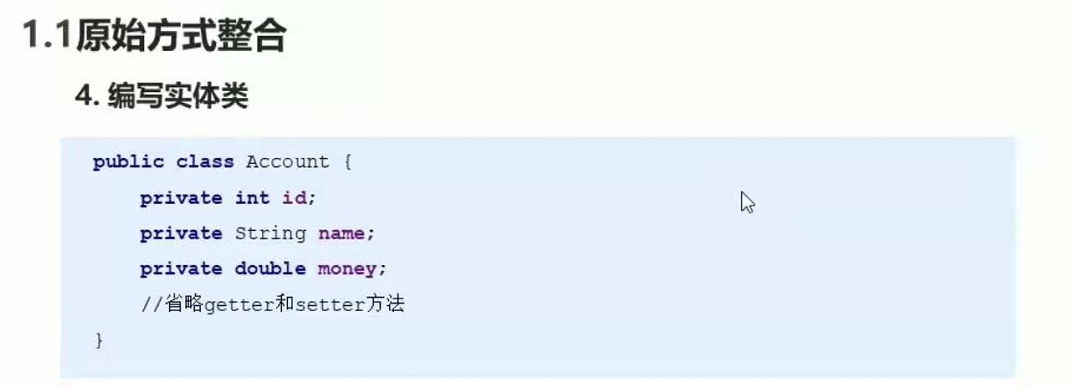 1.1原始方式整合
4. 编写实体类
public class Account {
private int id;
private String name;
private double money;
//省略getter和setter方法
}